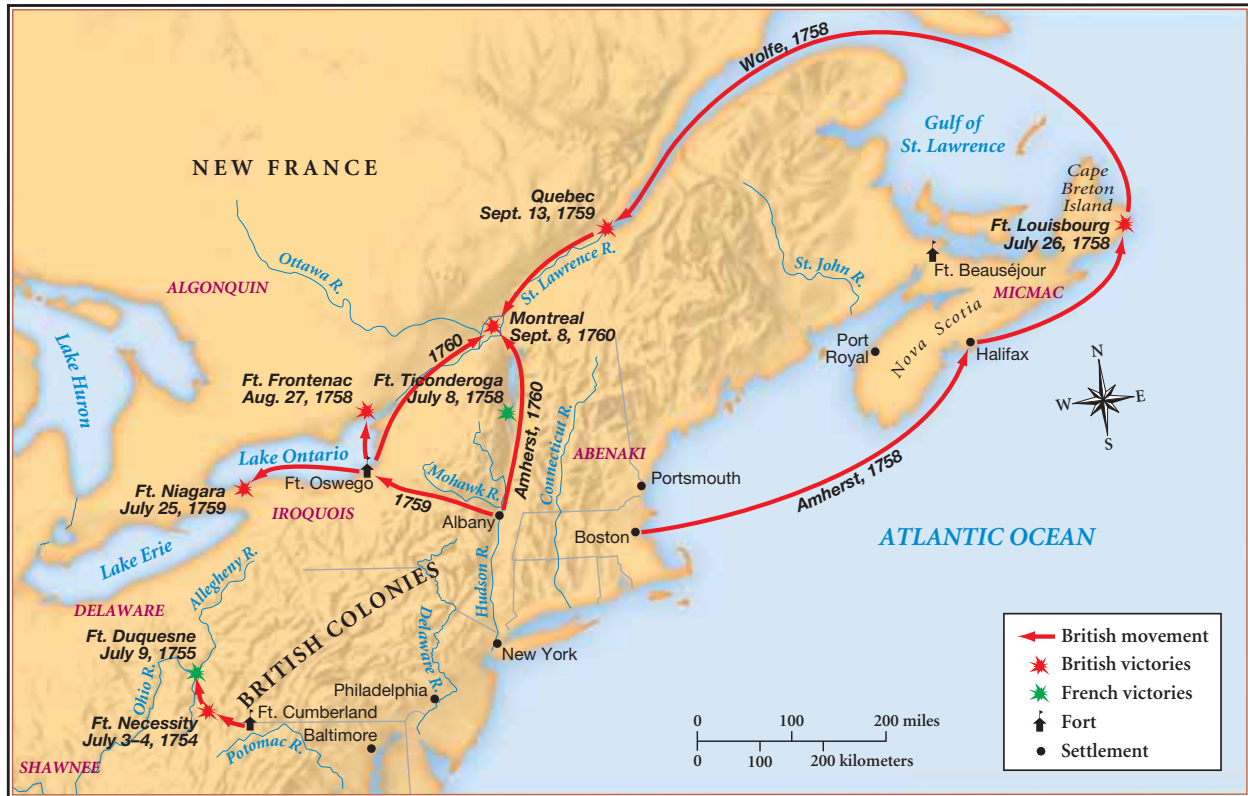 Wolfe, 1758
Gulf of
St. Lawrence
NEW FRANCE
Cape
Breton
Island
Quebec
Sept. 13, 1759
Ft. Louisbourg
July 26, 1758
Ottawa R.
St. Lawrence R.
St. John R.
Ft. Beauséjour
ALGONQUIN
MICMAC
Montreal
Sept. 8, 1760
Nova Scotia
Port
Royal
Halifax
Lake Huron
1760
Ft. Frontenac
Aug. 27, 1758
Ft. Ticonderoga
July 8, 1758
N
W
E
S
Amherst, 1760
Connecticut R.
ABENAKI
Lake Ontario
Ft. Oswego
Mohawk R.
Portsmouth
Amherst, 1758
Ft. Niagara
July 25, 1759
IROQUOIS
1759
Albany
Boston
ATLANTIC OCEAN
Lake Erie
Allegheny R.
Hudson R.
DELAWARE
BRITISH COLONIES
Delaware R.
Ft. Duquesne
July 9, 1755
New York
Ohio R.
Philadelphia
Ft. Necessity
July 3–4, 1754
Ft. Cumberland
Baltimore
Potomac R.
SHAWNEE
0 100 200 miles
0 100 200 kilometers
British movement
British victories
French victories
Fort
Settlement